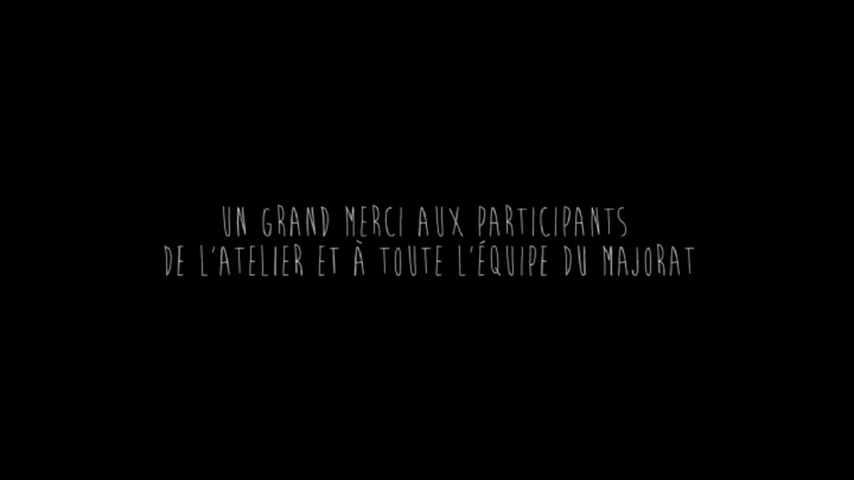 UN GRAND MERCI AUX PARTICIPANTS
DE L'ATELIER ET À TOUTE L'ÉQUIPE DU MAJORAT